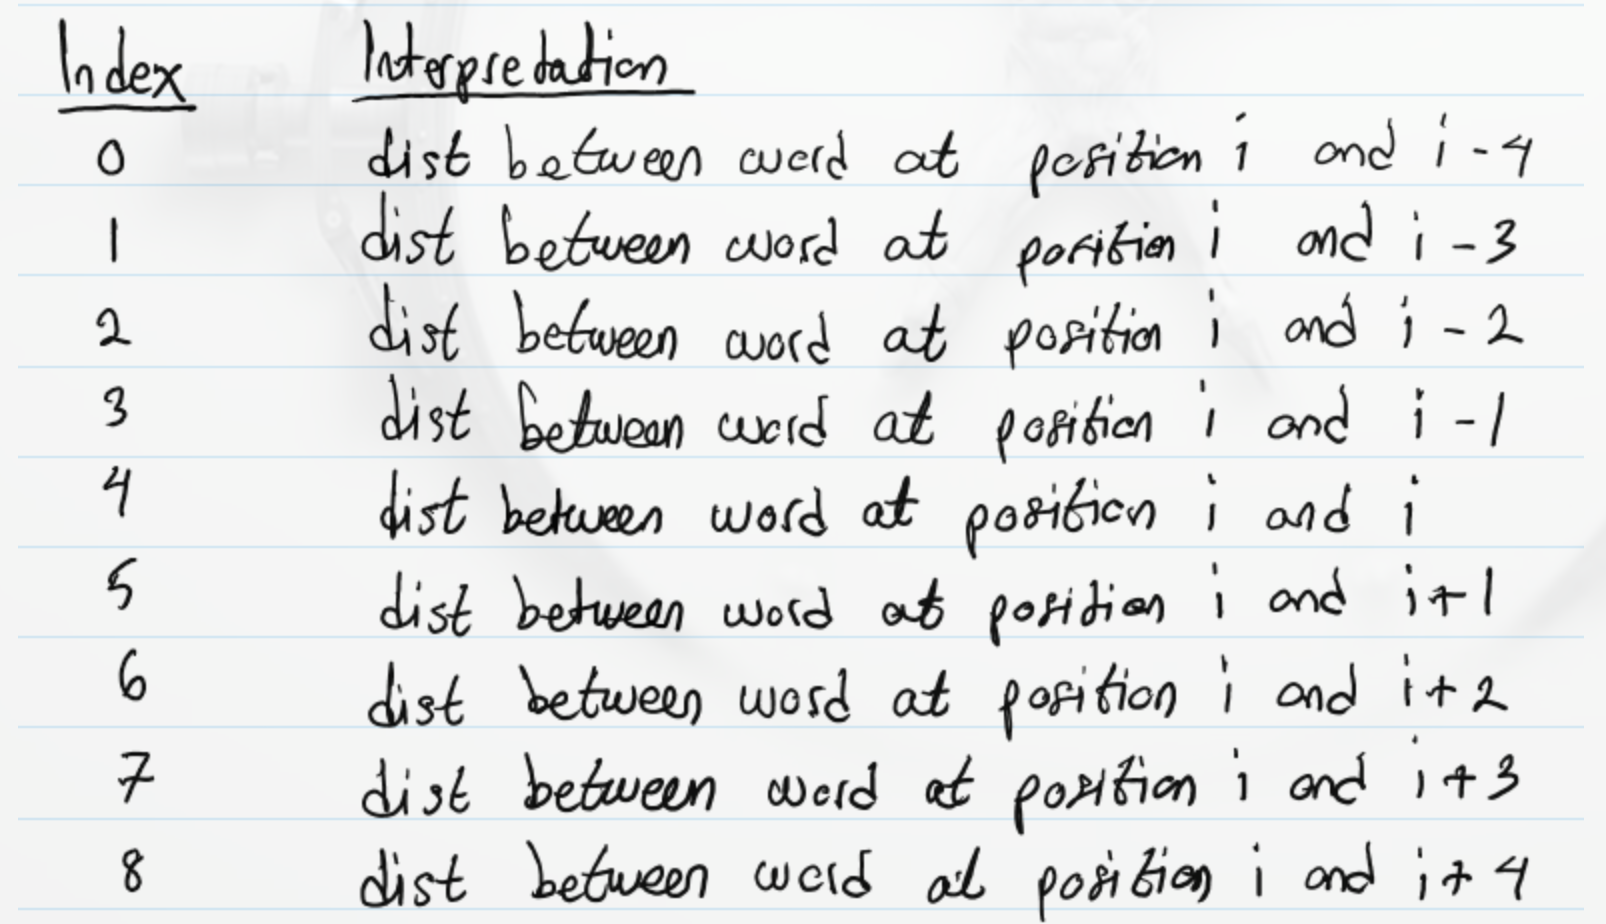 Index Interpretation
0 dist between word at position i and i - 4
1 dist between word at position i and i - 3
2 dist between word at position i and i - 2
3 dist between word at position i and i - 1
4 dist between word at position i and i
5 dist between word at position i and i + 1
6 dist between word at position i and i + 2
7 dist between word at position i and i + 3
8 dist between word at position i and i + 4